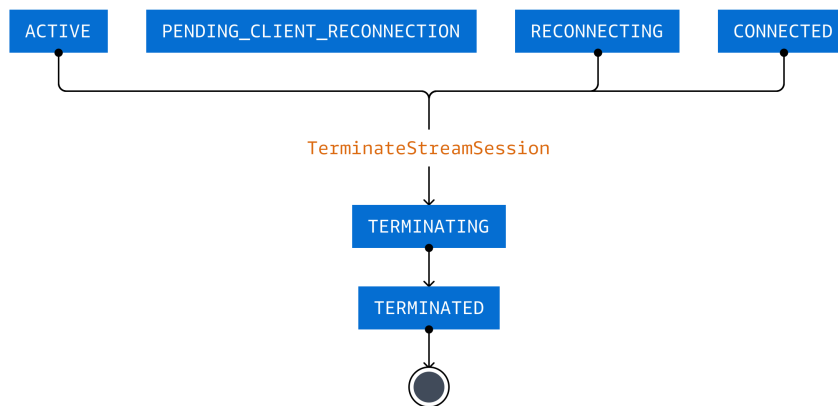 ACTIVE
PENDING_CLIENT_RECONNECTION
RECONNECTING
CONNECTED
TerminateStreamSession
TERMINATING
TERMINATED